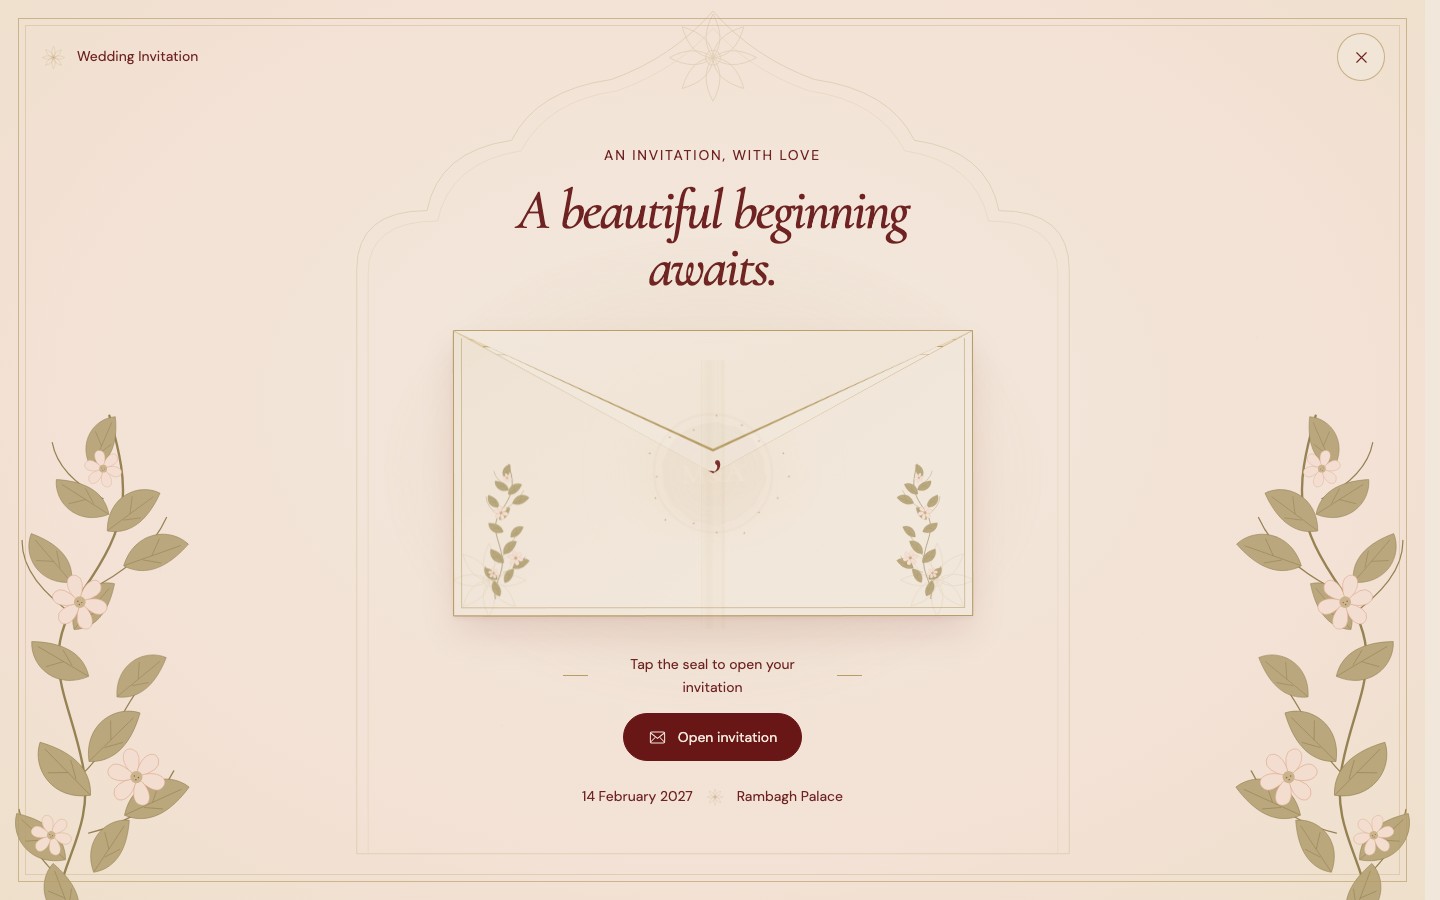 Wedding Invitation
AN INVITATION, WITH LOVE
A beautiful beginning
awaits.
,
Tap the seal to open your
invitation
Open invitation
14 February 2027 Rambagh Palace